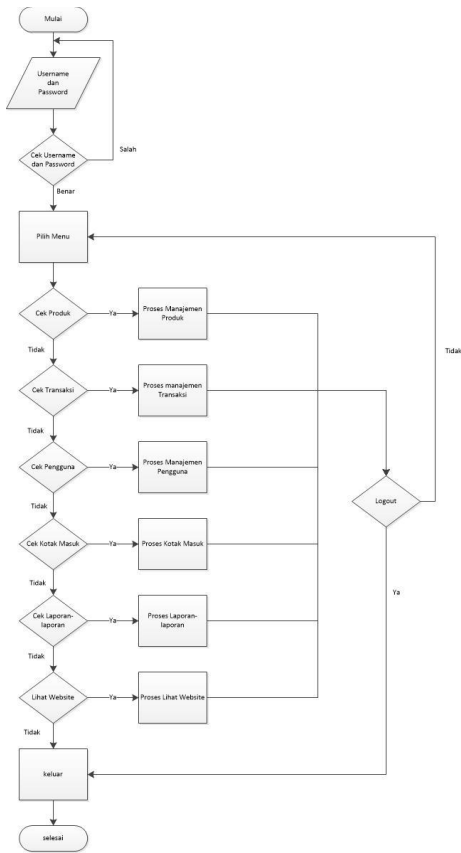 Mulai
Username
dan
Password
Cek Username
dan Password
Salah
Benar
Pilih Menu
Cek Produk
Ya
Proses Manajemen
Produk
Tidak
Tidak
Cek Transaksi
Ya
Proses manajemen
Transaksi
Tidak
Cek Pengguna
Ya
Proses Manajemen
Pengguna
Logout
Tidak
Cek Kotak Masuk
Ya
Proses Kotak Masuk
Tidak
Ya
Cek Laporan-
laporan
Ya
Proses Laporan-
laporan
Tidak
Lihat Website
Ya
Proses Lihat Website
Tidak
keluar
selesai